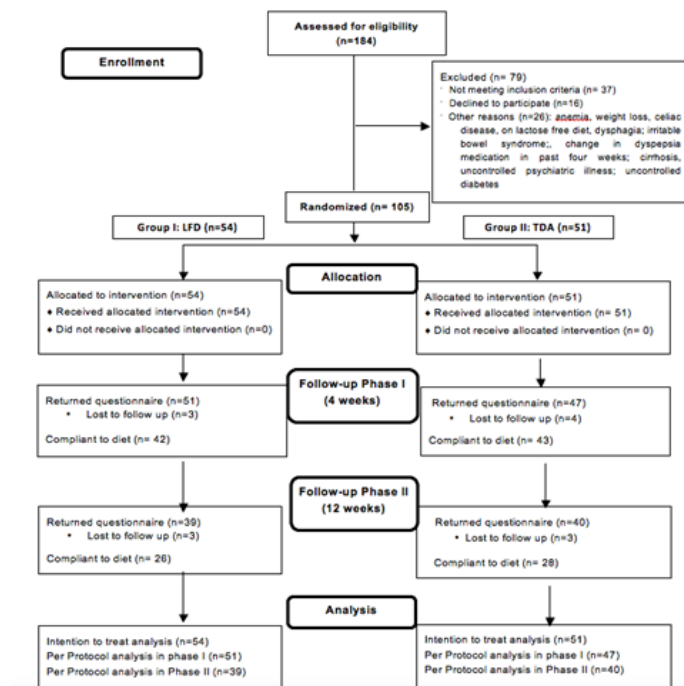 Assessed for eligibility
(n=184)
Enrollment
Excluded (n= 79)
· Not meeting inclusion criteria (n= 37)
· Declined to participate (n=16)
· Other reasons (n=26): anemia, weight loss, celiac
disease, on lactose free diet, dysphagia; irritable
bowel syndrome;, change in dyspepsia
medication in past four weeks; cirrhosis,
uncontrolled psychiatric illness; uncontrolled
diabetes
Randomized (n= 105)
Group I: LFD (n=54)
Group II: TDA (n=51)
Allocation
Allocated to intervention (n=54)
♦ Received allocated intervention (n=54)
♦ Did not receive allocated intervention (n=0)
Allocated to intervention (n=51)
♦ Received allocated intervention (n= 51)
♦ Did not receive allocated intervention (n= 0)
Follow-up Phase I
(4 weeks)
Returned questionnaire (n=51)
• Lost to follow up (n=3)
Compliant to diet (n= 42)
Returned questionnaire (n=47)
• Lost to follow up (n=4)
Compliant to diet (n= 43)
Follow-up Phase II
(12 weeks)
Returned questionnaire (n=39)
• Lost to follow up (n=3)
Compliant to diet (n= 26)
Returned questionnaire (n=40)
• Lost to follow up (n=3)
Compliant to diet (n= 28)
Analysis
Intention to treat analysis (n=54)
Per Protocol analysis in phase I (n=51)
Per Protocol analysis in Phase II (n=39)
Intention to treat analysis (n=51)
Per Protocol analysis in phase I (n=47)
Per Protocol analysis in Phase II (n=40)